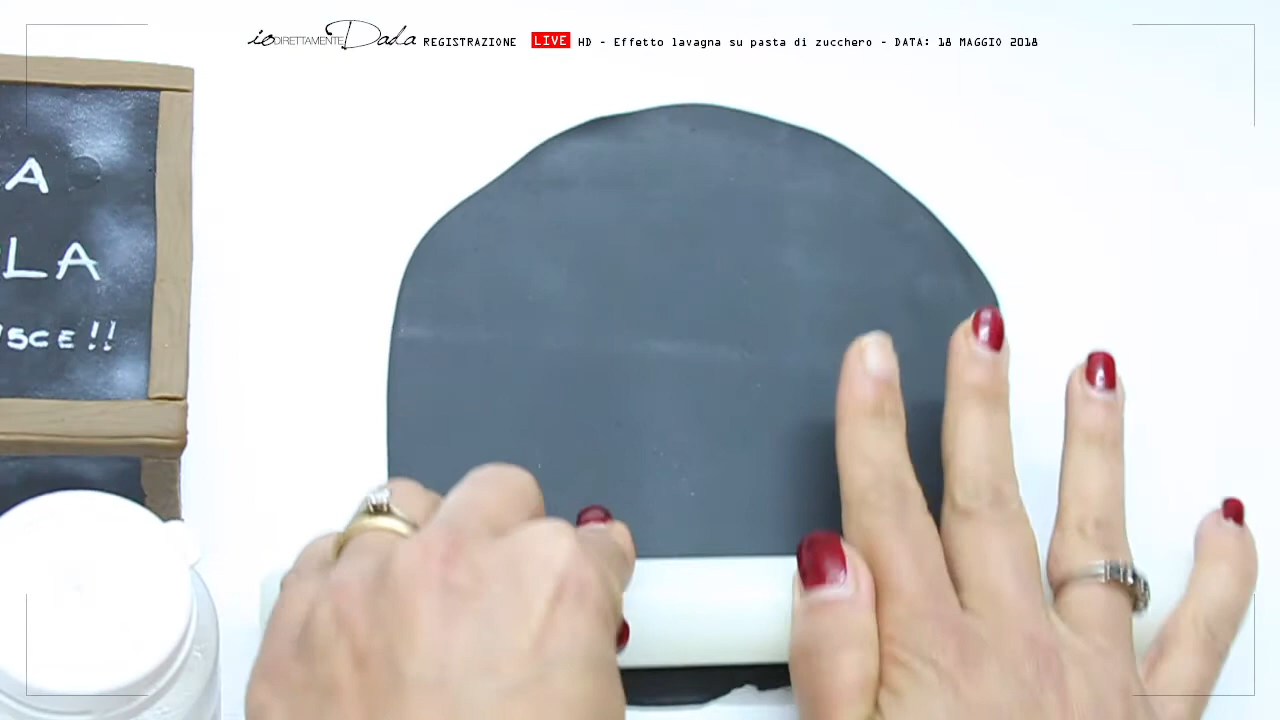 io DIRETTAMENTE Dada REGISTRAZIONE LIVE HD - Effetto lavagna su pasta di zucchero - DATA: 18 MAGGIO 2018
A
LA
SCE!!